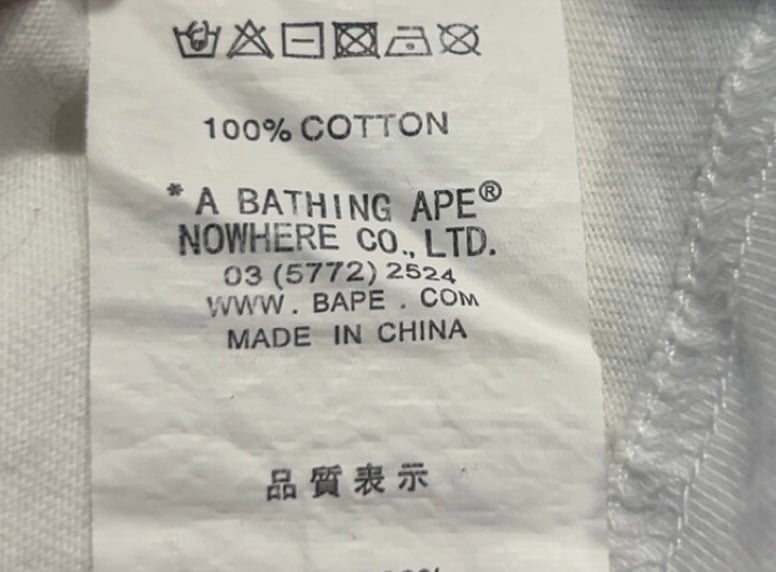 100% COTTON
* A BATHING APE®
NOWHERE CO., LTD.
03 (5772) 2524
WWW . BAPE . COM
MADE IN CHINA
品質表示